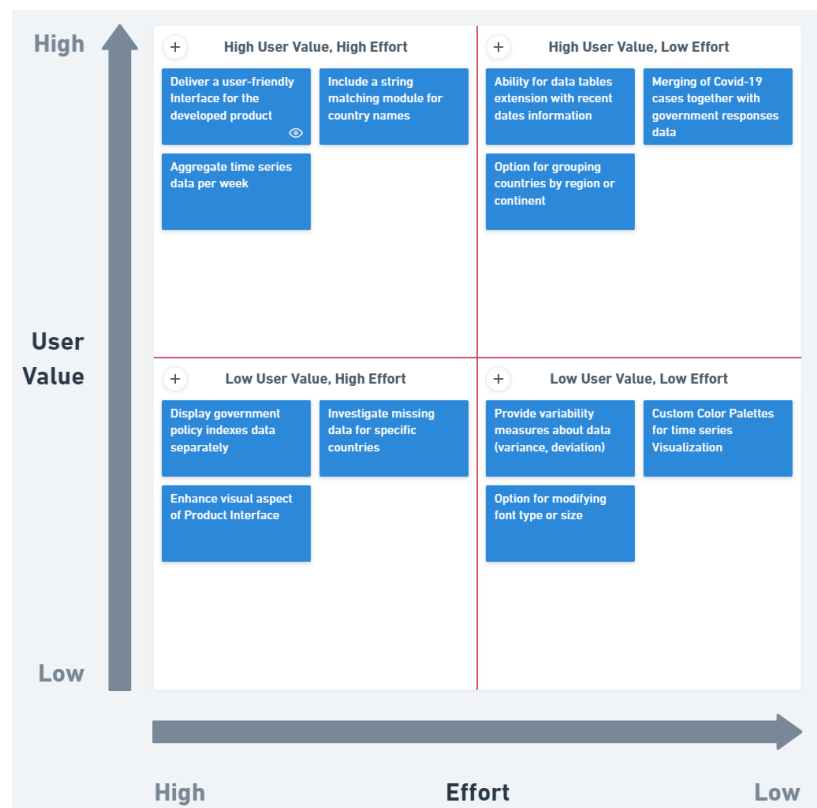 High
+
High User Value, High Effort
Deliver a user-friendly
Interface for the
developed product
Include a string
matching module for
country names
Aggregate time series
data per week
+
High User Value, Low Effort
Ability for data tables
extension with recent
dates information
Merging of Covid-19
cases together with
government responses
data
Option for grouping
countries by region or
continent
User
Value
+
Low User Value, High Effort
Display government
policy indexes data
separately
Investigate missing
data for specific
countries
Enhance visual aspect
of Product Interface
+
Low User Value, Low Effort
Provide variability
measures about data
(variance, deviation)
Custom Color Palettes
for time series
Visualization
Option for modifying
font type or size
Low
High
Effort
Low